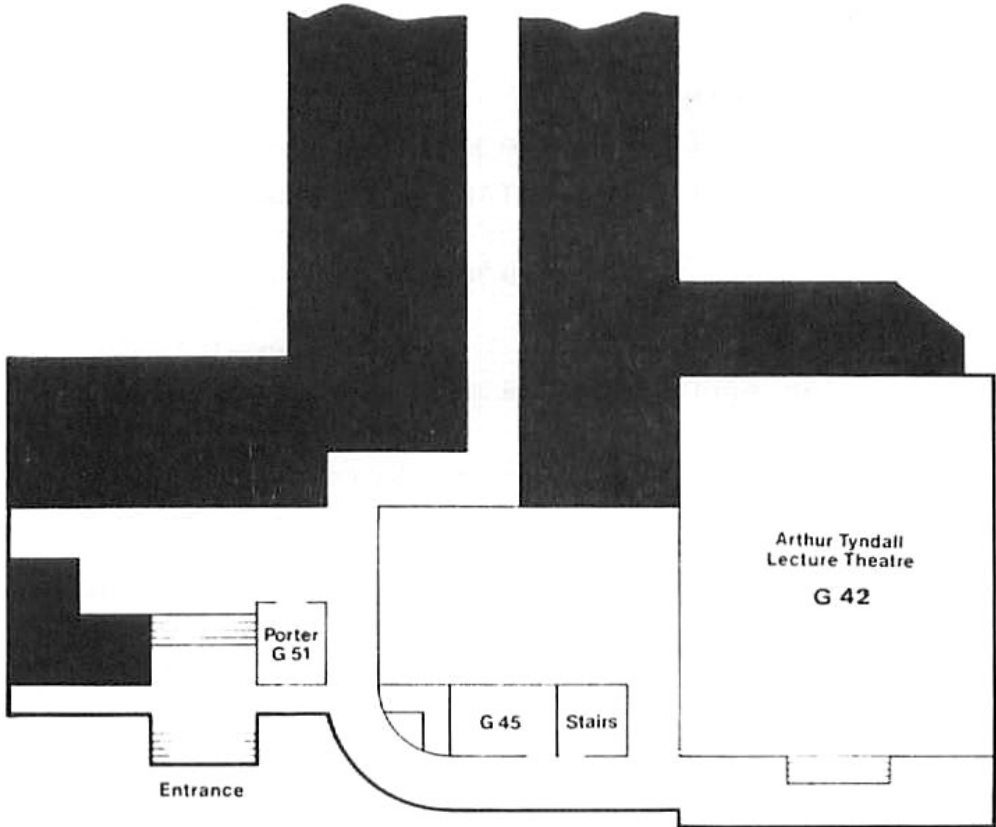 Arthur Tyndall
Lecture Theatre
G 42
Porter
G 51
G 45
Stairs
Entrance